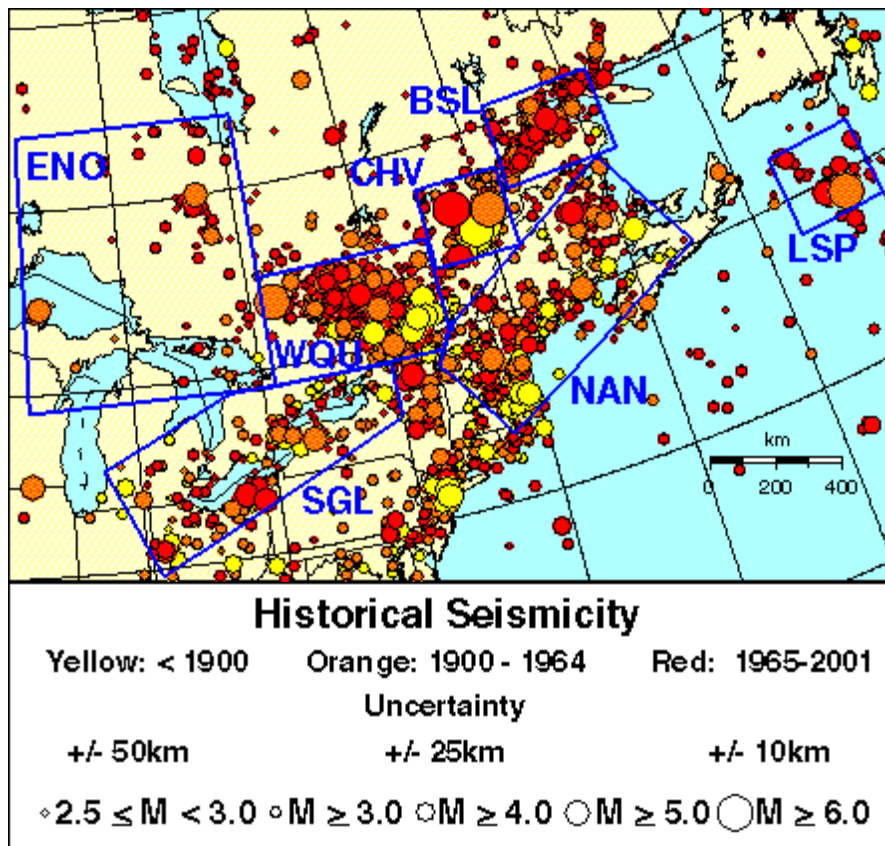 BSL
ENO
CHV
LSP
WQU
NAN
km
0 200 400
SGL
Historical Seismicity
Yellow: < 1900 Orange: 1900 - 1964 Red: 1965-2001
Uncertainty
+/- 50km +/- 25km +/- 10km
2.5 ≤ M < 3.0 M ≥ 3.0 M ≥ 4.0 M ≥ 5.0 M ≥ 6.0